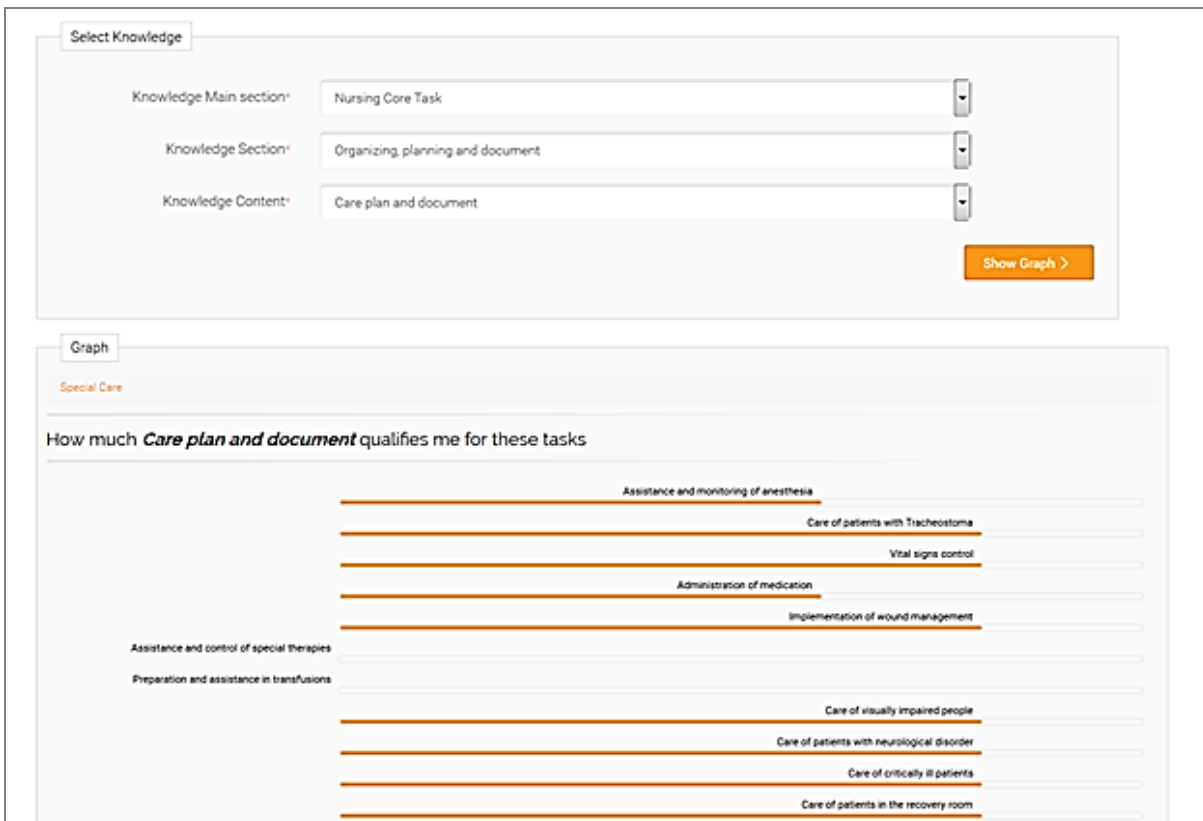 Select Knowledge
Knowledge Main section* Nursing Core Task
Knowledge Section* Organizing, planning and document
Knowledge Content* Care plan and document
Show Graph >
Graph
Special Care
How much Care plan and document qualifies me for these tasks
Assistance and monitoring of anesthesia
Care of patients with Tracheostoma
Vital signs control
Administration of medication
Implementation of wound management
Assistance and control of special therapies
Preparation and assistance in transfusions
Care of visually impaired people
Care of patients with neurological disorder
Care of critically ill patients
Care of patients in the recovery room